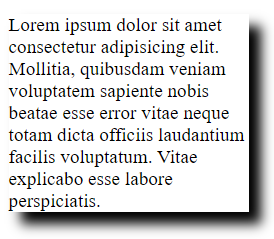 Lorem ipsum dolor sit amet
consectetur adipisicing elit.
Mollitia, quibusdam veniam
voluptatem sapiente nobis
beatae esse error vitae neque
totam dicta officiis laudantium
facilis voluptatum. Vitae
explicabo esse labore
perspiciatis.